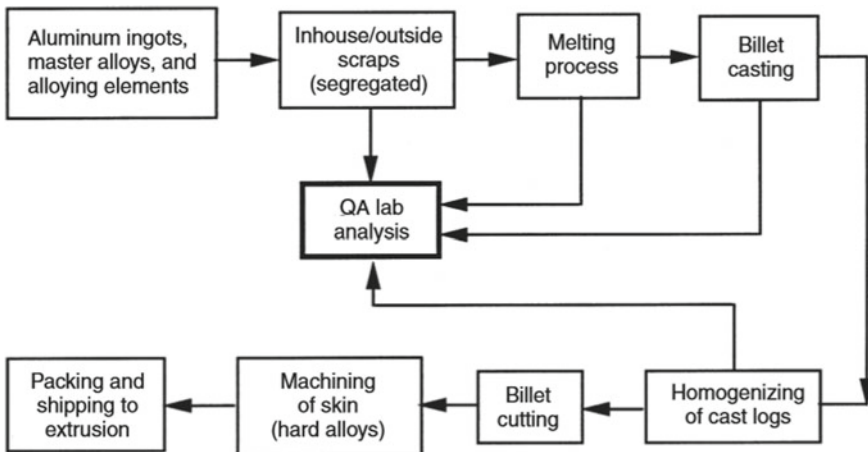 Aluminum ingots,
master alloys, and
alloying elements
Inhouse/outside
scraps
(segregated)
Melting
process
Billet
casting
QA lab
analysis
Packing and
shipping to
extrusion
Machining
of skin
(hard alloys)
Billet
cutting
Homogenizing
of cast logs